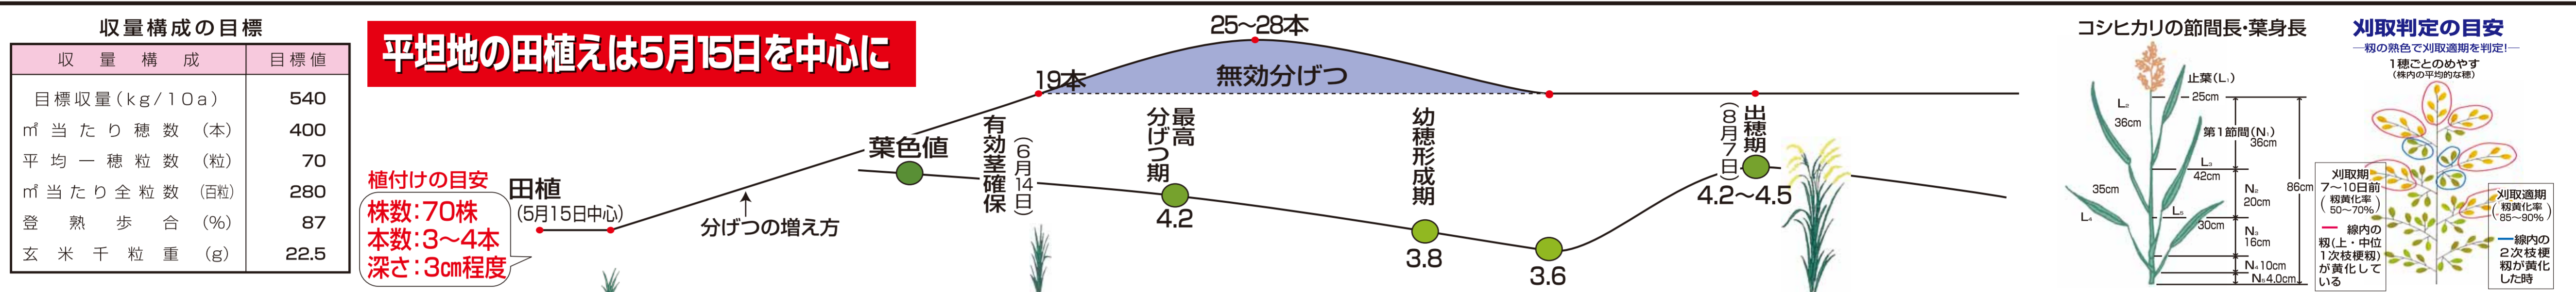 収量構成の目標
収量構成 目標値
目標収量(kg/10a) 540
㎡当たり穂数(本) 400
平均一穂粒数(粒) 70
㎡当たり全粒数(百粒) 280
登熟歩合(%) 87
玄米千粒重(g) 22.5
平坦地の田植えは5月15日を中心に
植付けの目安
株数:70株
本数:3〜4本
深さ:3㎝程度
田植
(5月15日中心)
分げつの増え方
葉色値
19本
有効茎確保
(6月14日)
25〜28本
無効分げつ
最高
分げつ期
4.2
幼穂形成期
3.8
3.6
出穂期
(8月7日)
4.2〜4.5
コシヒカリの節間長・葉身長
止葉(L₁)
25cm
L₂
36cm
第1節間(N₁)
36cm
L₃
42cm
86cm
N₂
20cm
35cm
L₄
L₅
30cm
N₃
16cm
N₄10cm
N₅4.0cm
刈取判定の目安
―籾の熟色で刈取適期を判定!―
1穂ごとのめやす
(株内の平均的な穂)
刈取期
7〜10日前
(籾黄化率
50〜70%)
線内の
籾(上・中位
1次枝梗籾)
が黄化して
いる
刈取適期
(籾黄化率
85〜90%)
線内の
2次枝梗
籾が黄化
した時